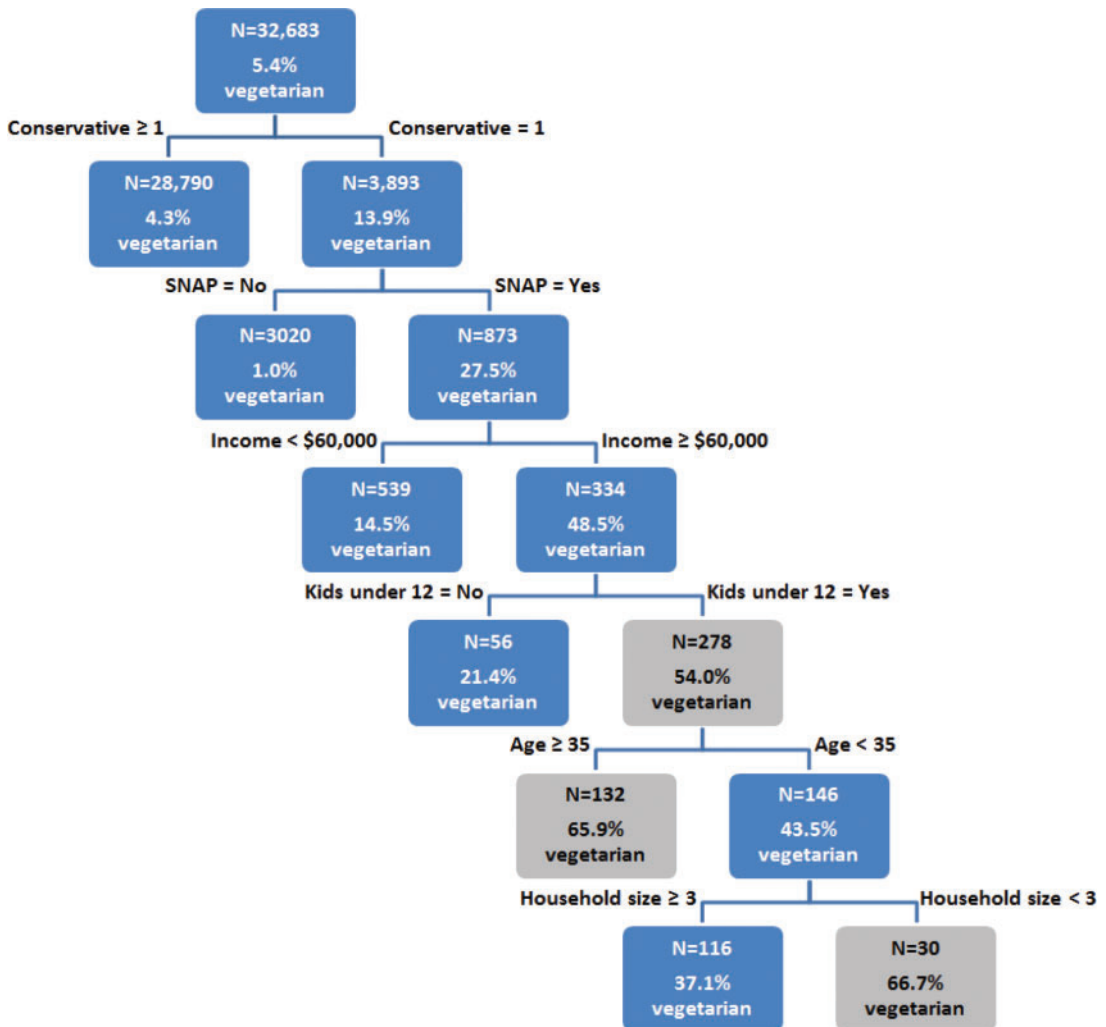 N=32,683
5.4%
vegetarian
Conservative ≥ 1
Conservative = 1
N=28,790
4.3%
vegetarian
N=3,893
13.9%
vegetarian
SNAP = No
SNAP = Yes
N=3020
1.0%
vegetarian
N=873
27.5%
vegetarian
Income < $60,000
Income ≥ $60,000
N=539
14.5%
vegetarian
N=334
48.5%
vegetarian
Kids under 12 = No
Kids under 12 = Yes
N=56
21.4%
vegetarian
N=278
54.0%
vegetarian
Age ≥ 35
Age < 35
N=132
65.9%
vegetarian
N=146
43.5%
vegetarian
Household size ≥ 3
Household size < 3
N=116
37.1%
vegetarian
N=30
66.7%
vegetarian